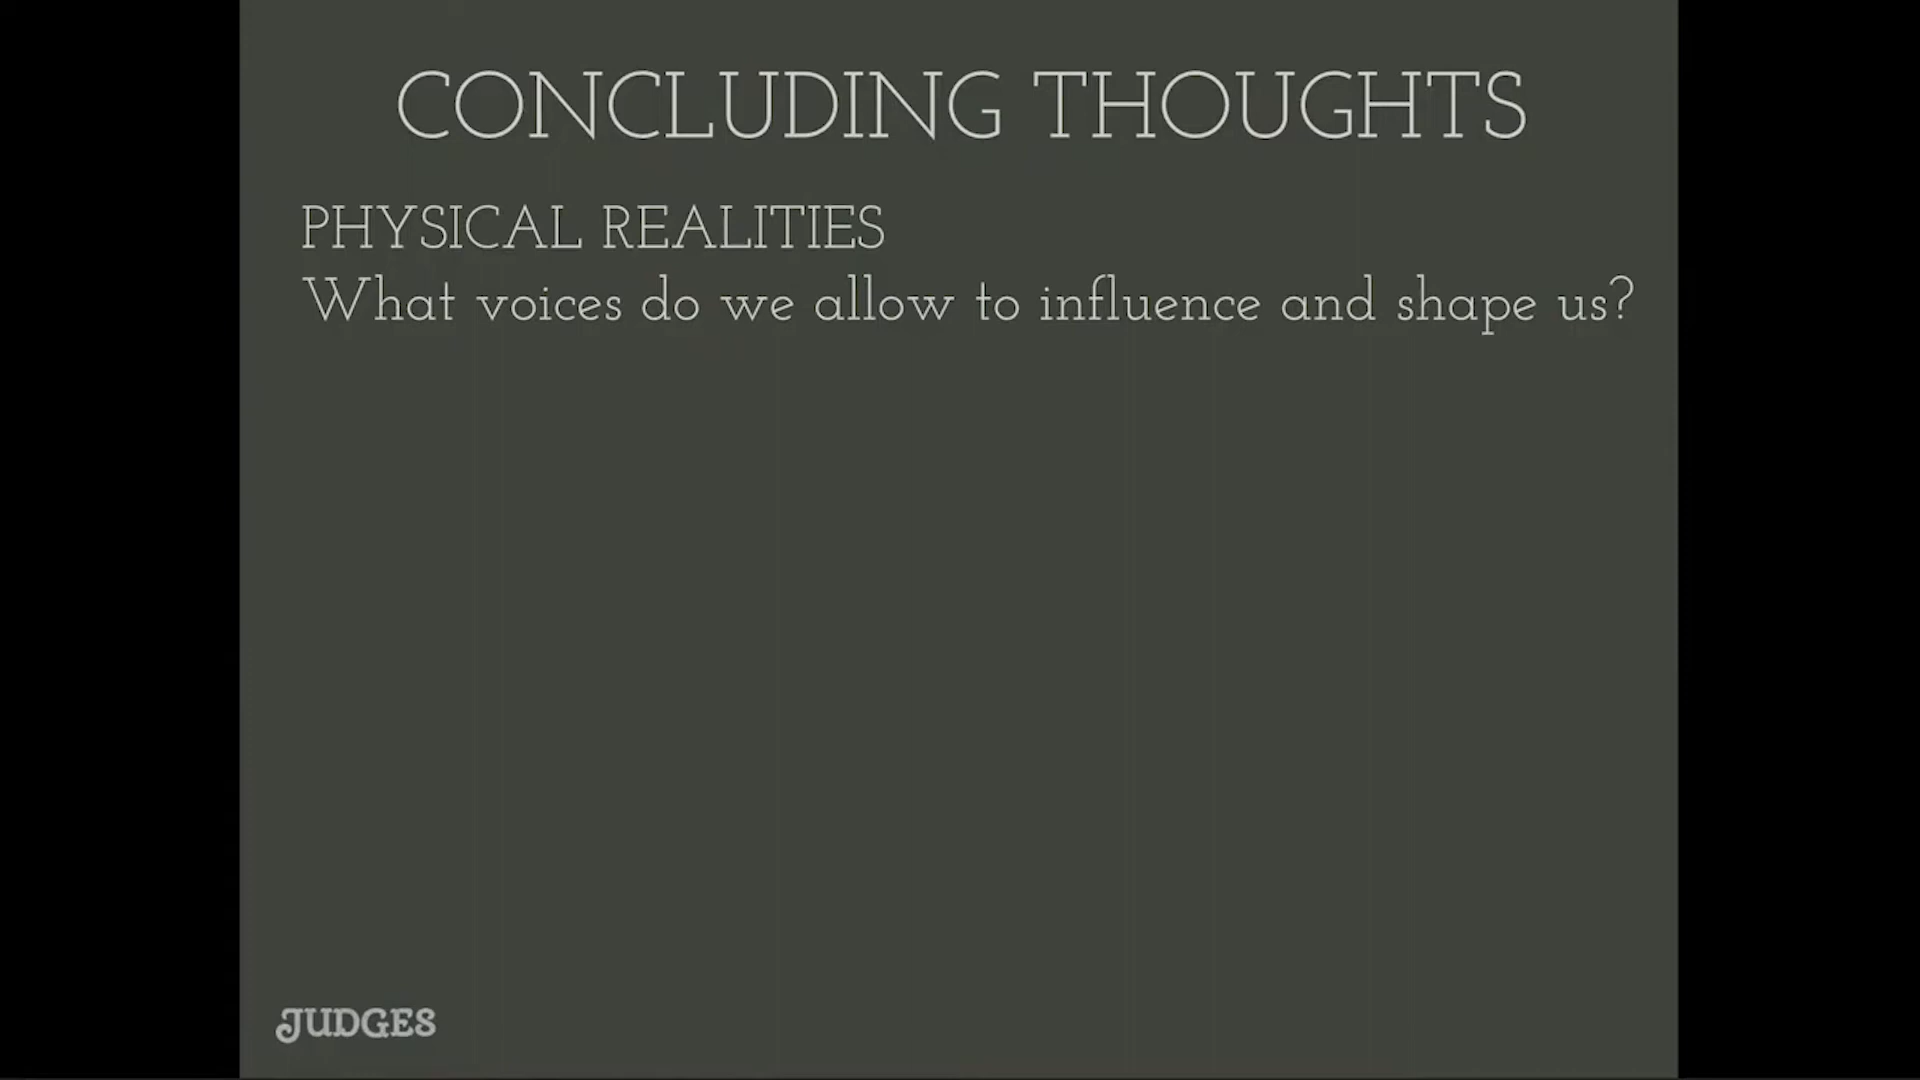 CONCLUDING THOUGHTS
PHYSICAL REALITIES
What voices do we allow to influence and shape us?
JUDGES